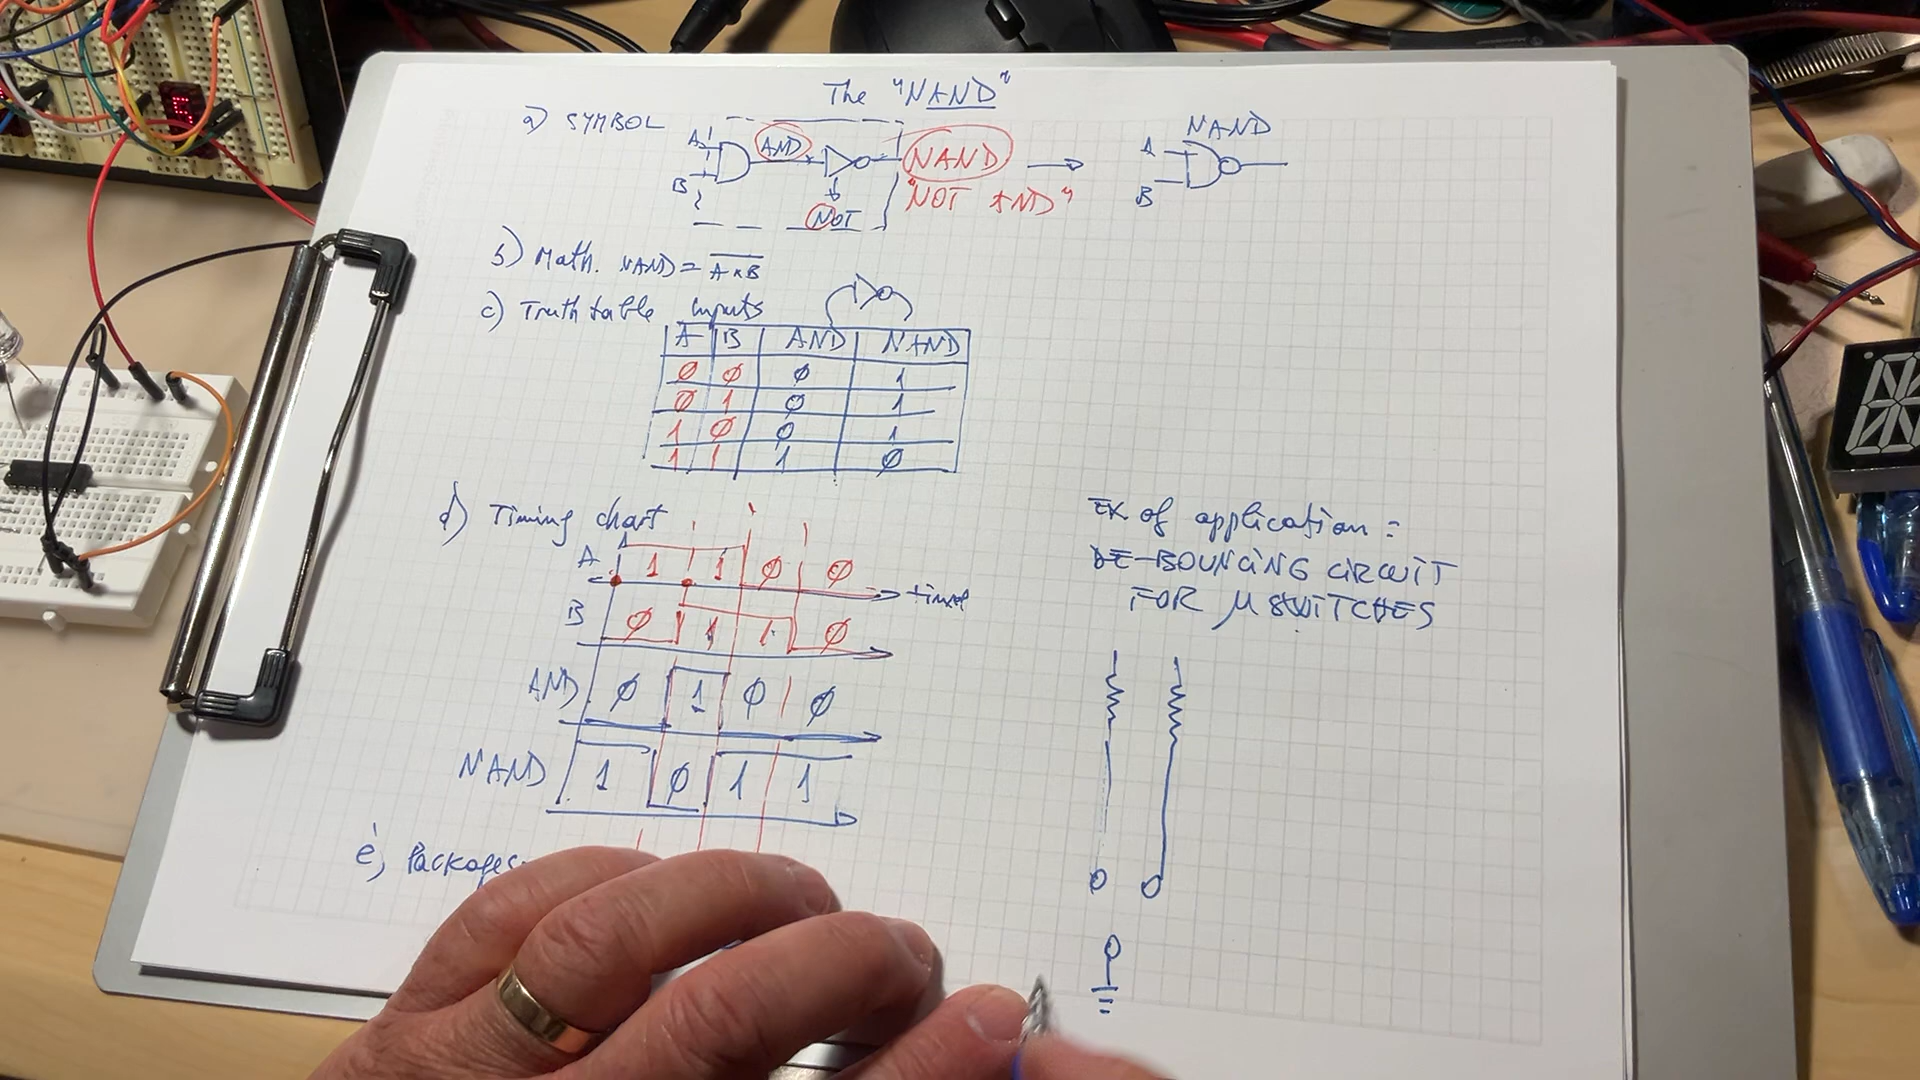 The "NAND"
a) SYMBOL
A
B
AND
NOT
NAND
"NOT AND"
NAND
A
B
b) Math. NAND = A × B
c) Truth table Inputs
A B AND NAND
0 0 0 1
0 1 0 1
1 0 0 1
1 1 1 0
d) Timing chart
A 1 1 0 0
B 0 1 1 0
AND 0 1 0 0
NAND 1 0 1 1
e) Package
Ex of application:
DE-BOUNCING CIRCUIT
FOR μ SWITCHES